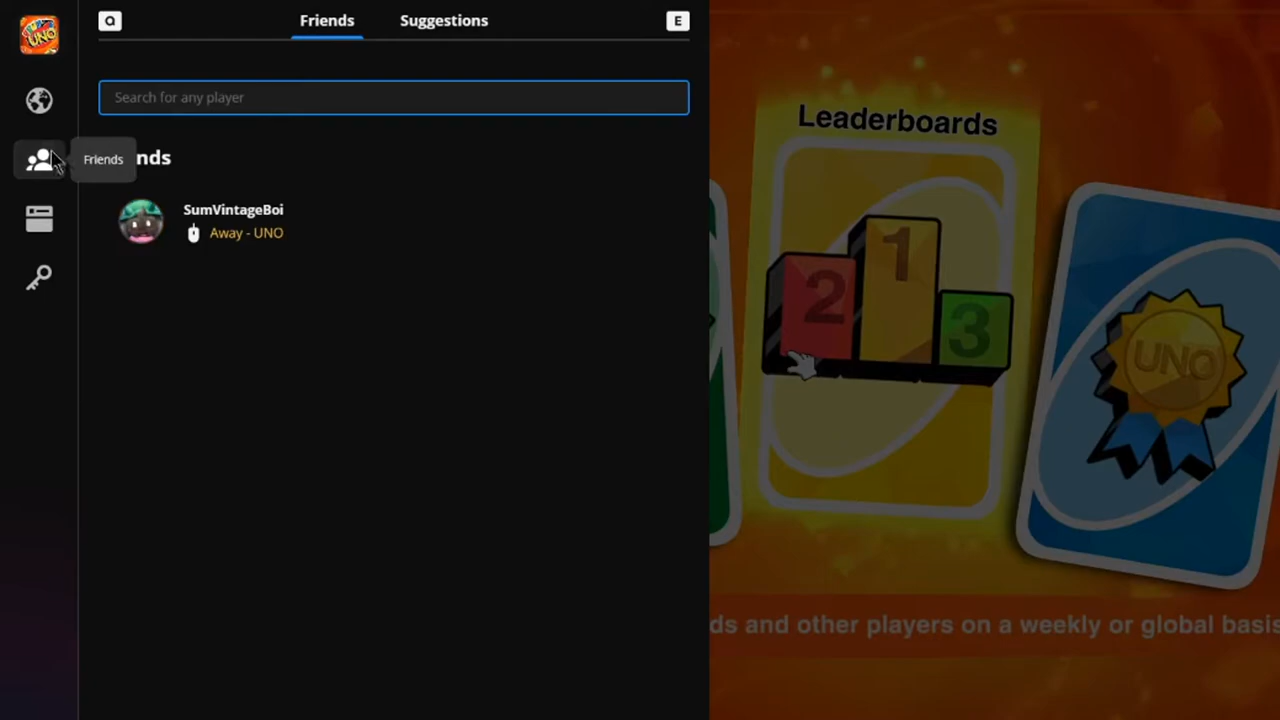 UNO
Q
Friends
Suggestions
E
Search for any player
Friends
nds
SumVintageBoi
Away - UNO
Leaderboards
2
1
3
UNO
ds and other players on a weekly or global basis